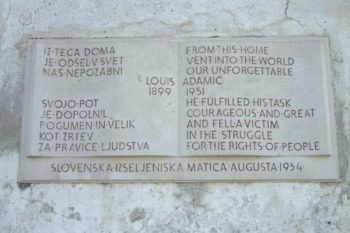 IZ TEGA DOMA
JE ODŠEL V SVET
NAŠ NEPOZABNI
FROM THIS HOME
VENT INTO THE WORLD
OUR UNFORGETTABLE
LOUIS ADAMIC
1899 1951
SVOJO POT
JE DOPOLNIL
POGUMEN IN VELIK
KOT ŽRTEV
ZA PRAVICE LJUDSTVA
HE FULFILLED HIS TASK
COURAGEOUS AND GREAT
AND FELL A VICTIM
IN THE STRUGGLE
FOR THE RIGHTS OF PEOPLE
SLOVENSKA IZSELJENISKA MATICA AUGUSTA 1954